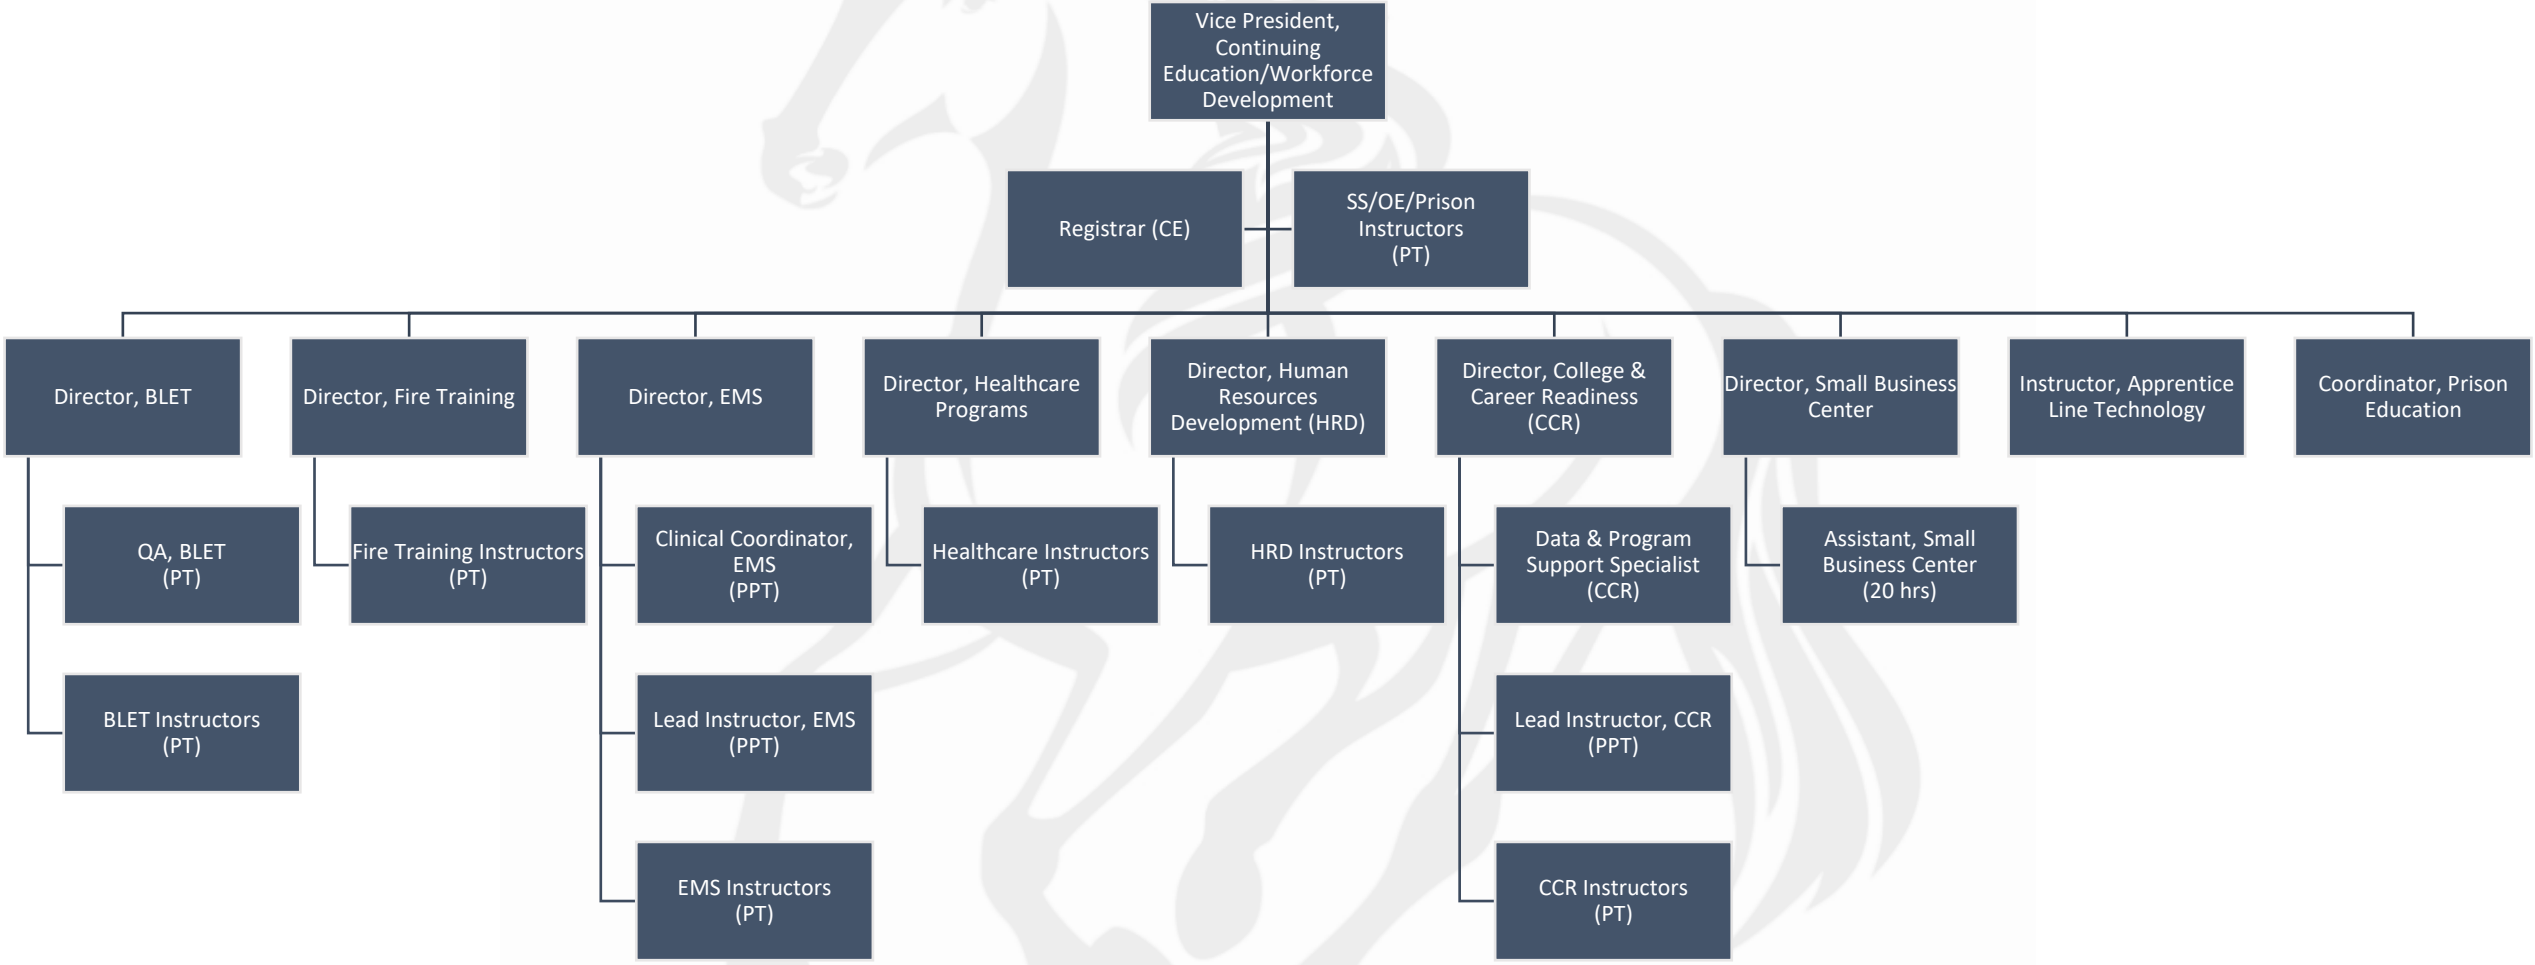 Vice President,
Continuing
Education/Workforce
Development
Registrar (CE)
SS/OE/Prison
Instructors
(PT)
Director, BLET
Director, Fire Training
Director, EMS
Director, Healthcare
Programs
Director, Human
Resources
Development (HRD)
Director, College &
Career Readiness
(CCR)
Director, Small Business
Center
Instructor, Apprentice
Line Technology
Coordinator, Prison
Education
QA, BLET
(PT)
Fire Training Instructors
(PT)
Clinical Coordinator,
EMS
(PPT)
Healthcare Instructors
(PT)
HRD Instructors
(PT)
Data & Program
Support Specialist
(CCR)
Assistant, Small
Business Center
(20 hrs)
BLET Instructors
(PT)
Lead Instructor, EMS
(PPT)
Lead Instructor, CCR
(PPT)
EMS Instructors
(PT)
CCR Instructors
(PT)